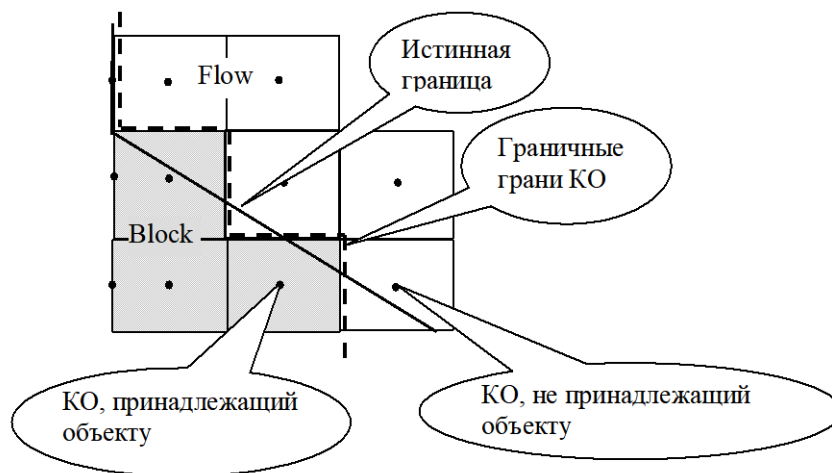 Flow
Истинная
граница
Граничные
грани КО
Block
КО, принадлежащий
объекту
КО, не принадлежащий
объекту